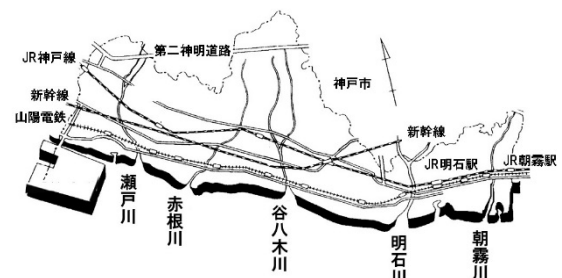 第二神明道路
JR神戸線
神戸市
新幹線
山陽電鉄
新幹線
JR明石駅
JR朝霧駅
瀬戸川
赤根川
谷八木川
明石川
朝霧川